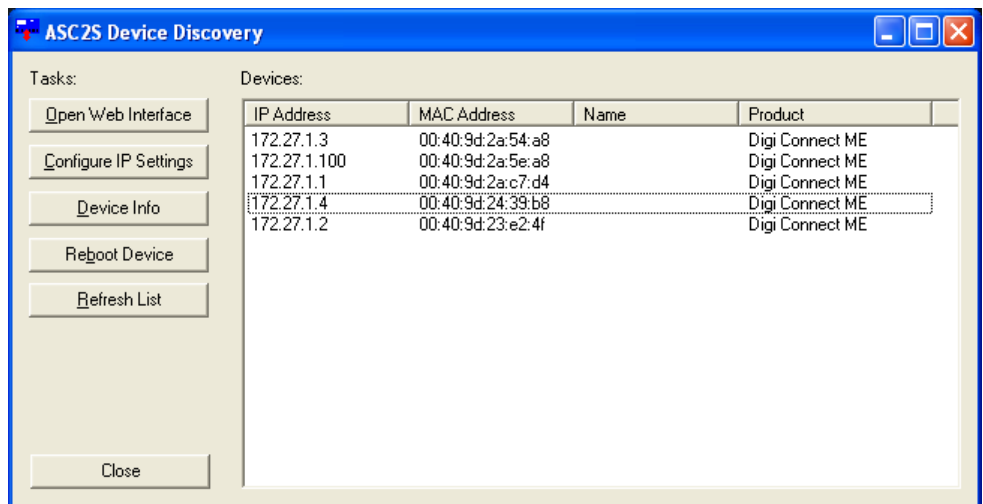 ASC2S Device Discovery
Tasks:
Open Web Interface
Configure IP Settings
Device Info
Reboot Device
Refresh List
Close
Devices:
IP Address MAC Address Name Product
172.27.1.3 00:40:9d:2a:54:a8 Digi Connect ME
172.27.1.100 00:40:9d:2a:5e:a8 Digi Connect ME
172.27.1.1 00:40:9d:2a:c7:d4 Digi Connect ME
172.27.1.4 00:40:9d:24:39:b8 Digi Connect ME
172.27.1.2 00:40:9d:23:e2:4f Digi Connect ME